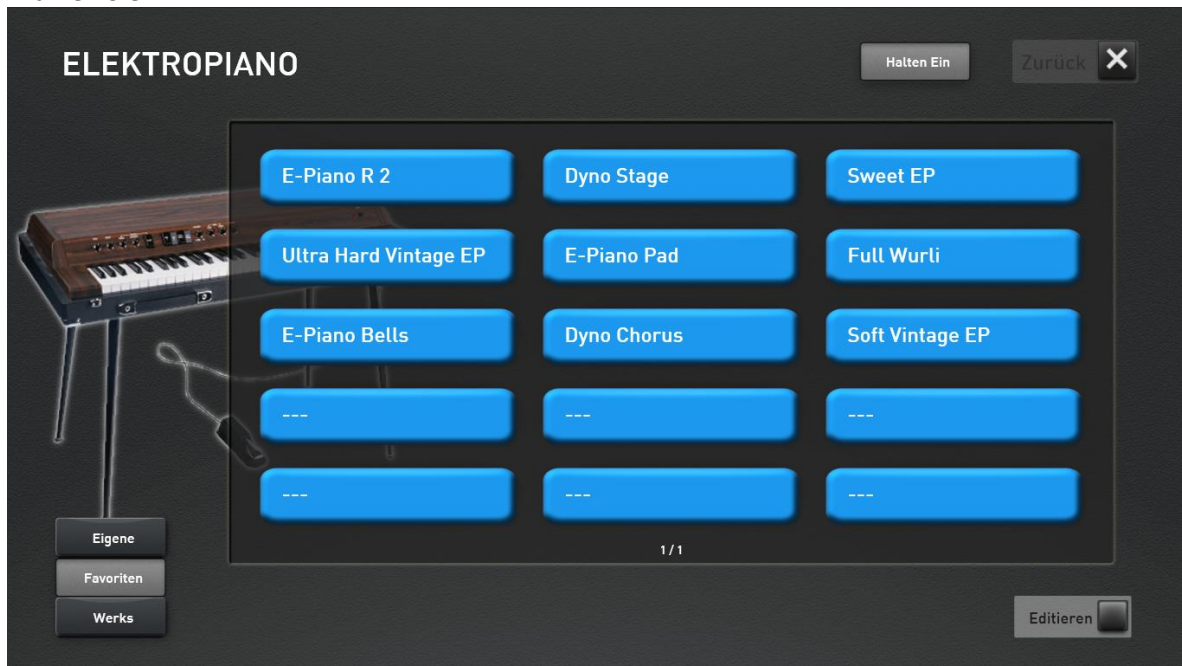 ELEKTROPIANO
Halten Ein
Zurück
E-Piano R 2
Dyno Stage
Sweet EP
Ultra Hard Vintage EP
E-Piano Pad
Full Wurli
E-Piano Bells
Dyno Chorus
Soft Vintage EP
---
---
---
---
---
---
Eigene
1/1
Favoriten
Werks
Editieren